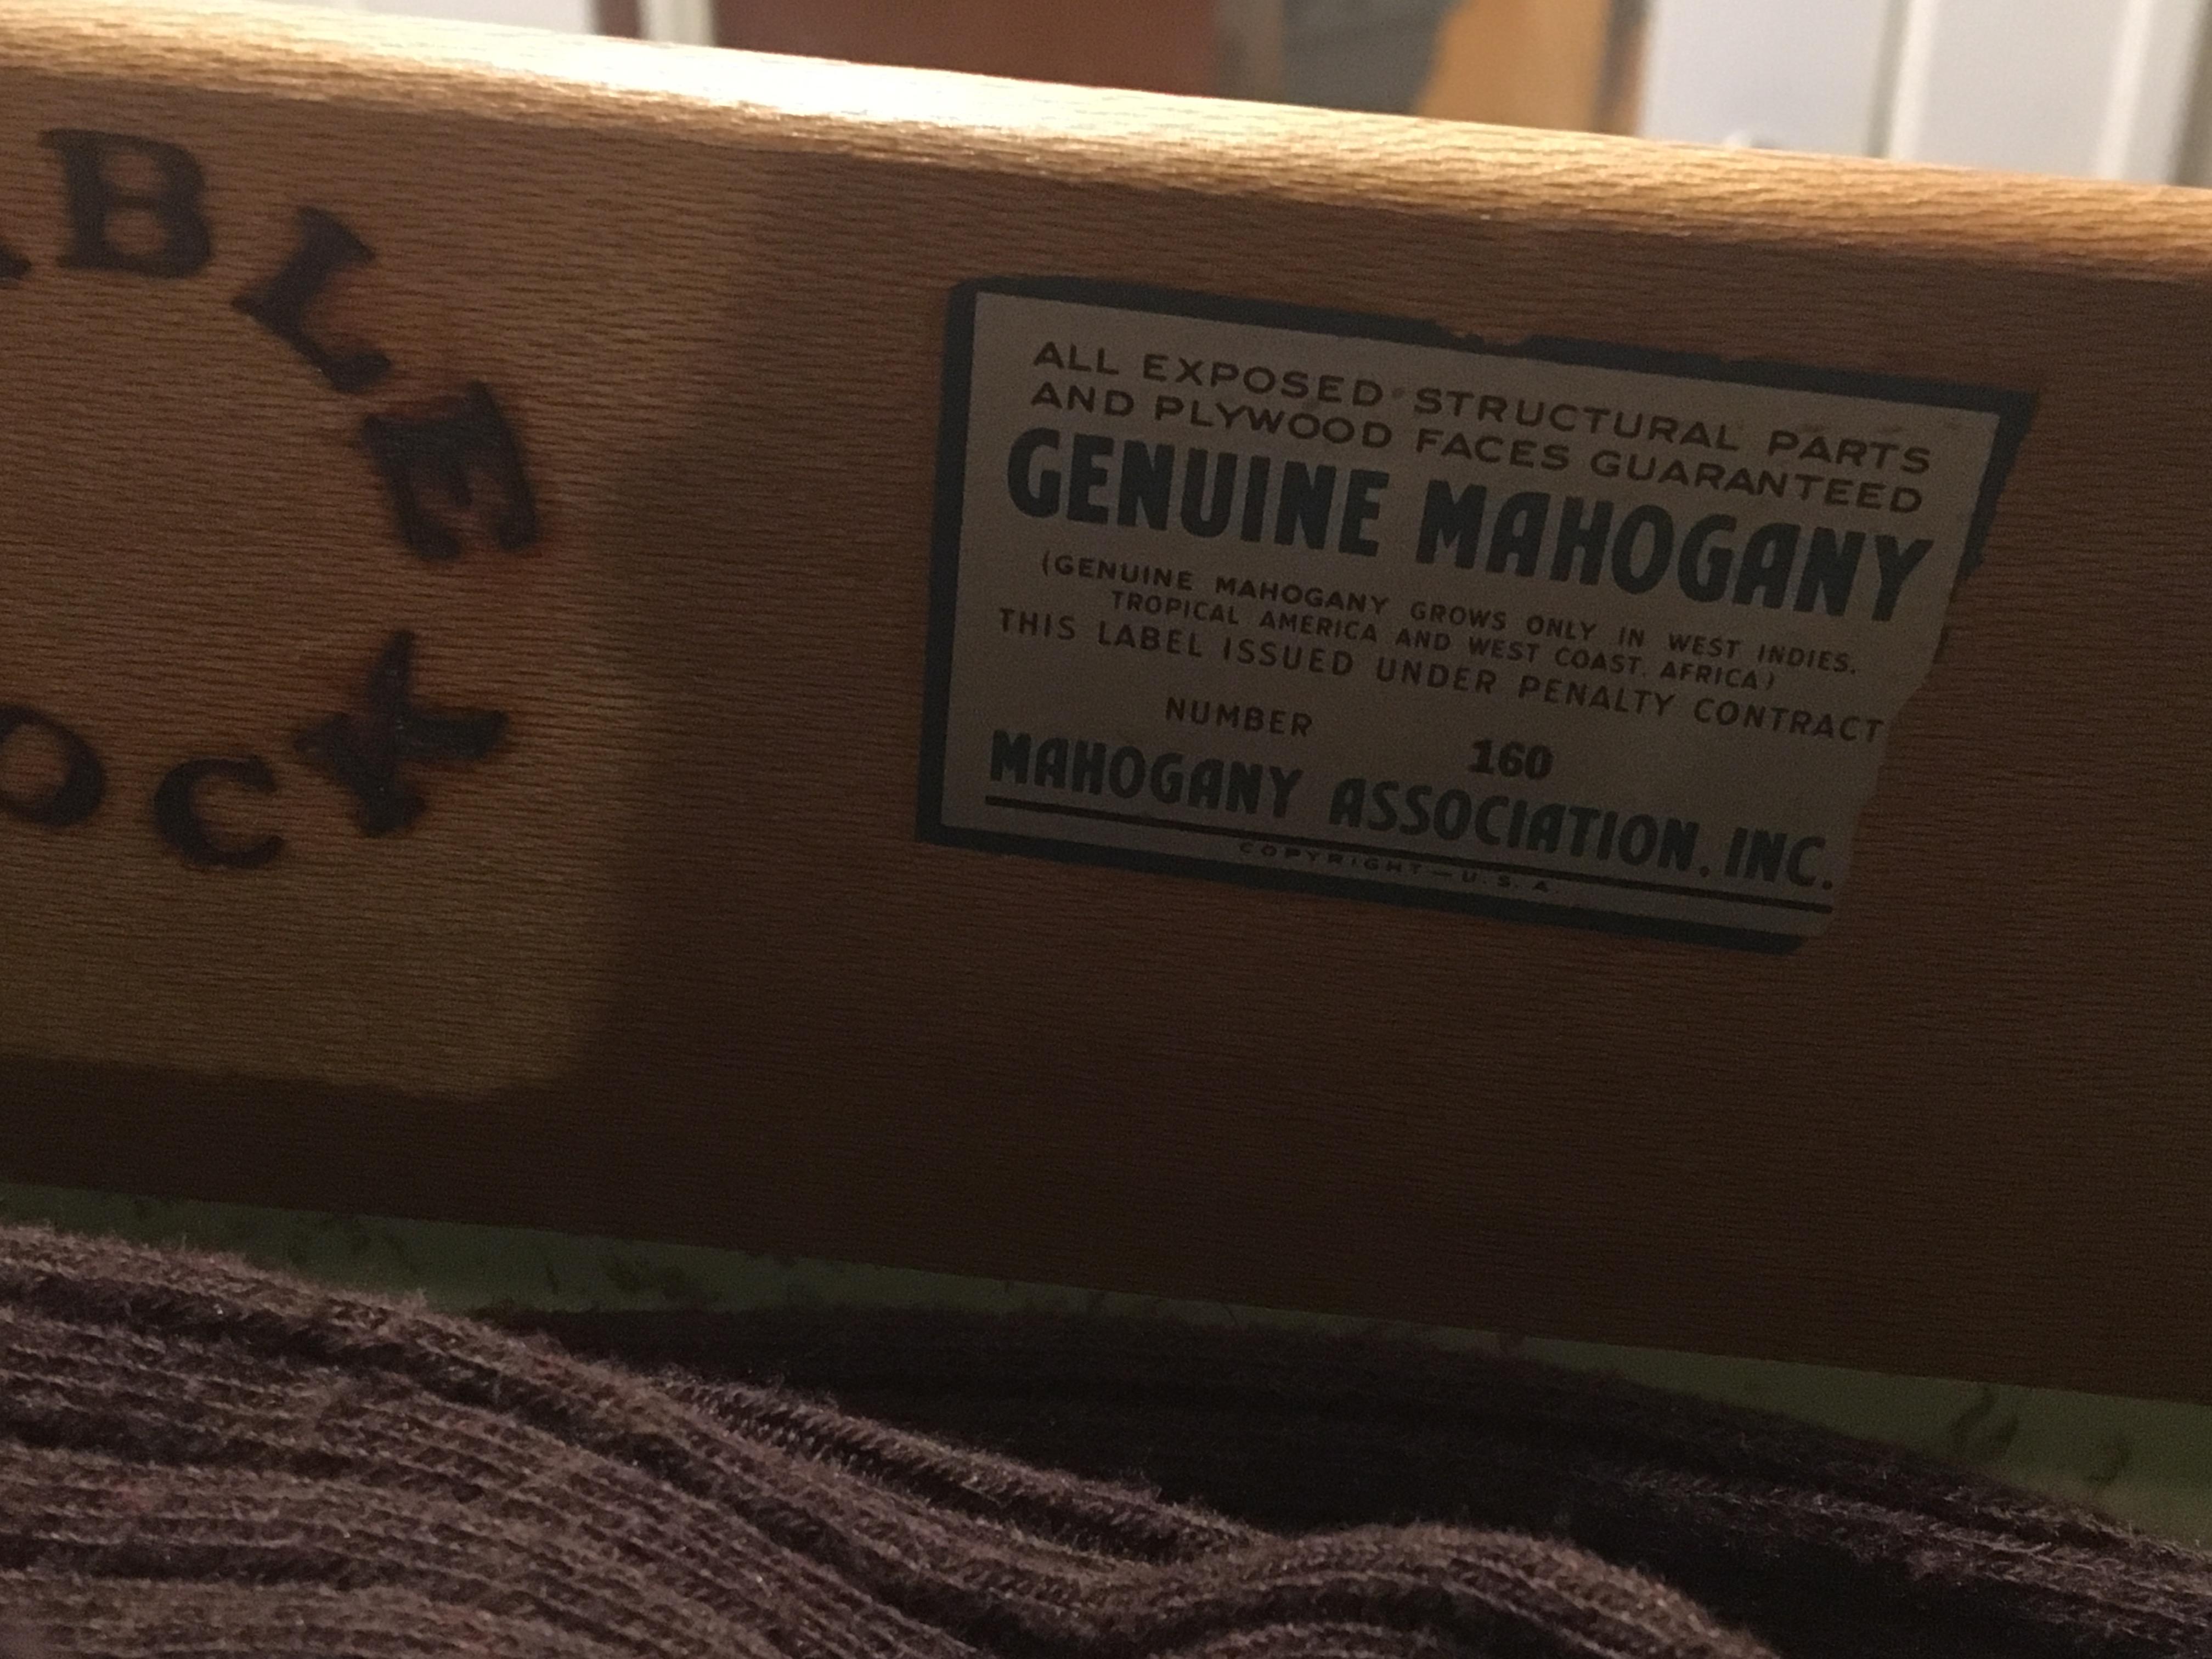 BLE
OCK
ALL EXPOSED STRUCTURAL PARTS
AND PLYWOOD FACES GUARANTEED
GENUINE MAHOGANY
(GENUINE MAHOGANY GROWS ONLY IN WEST INDIES,
TROPICAL AMERICA AND WEST COAST, AFRICA)
THIS LABEL ISSUED UNDER PENALTY CONTRACT
NUMBER 160
MAHOGANY ASSOCIATION, INC.
COPYRIGHT — U. S. A.